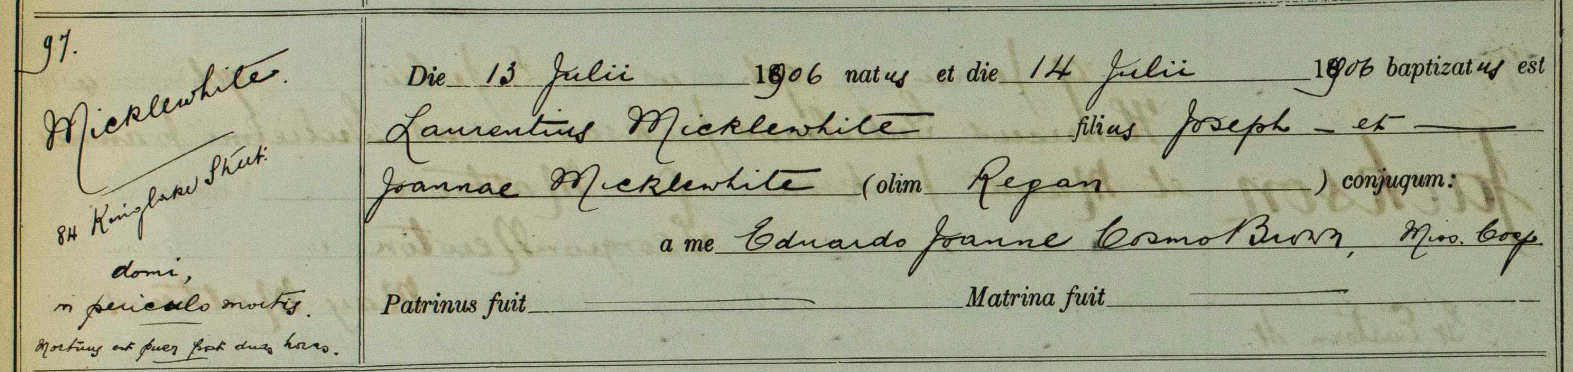 97.
Micklewhite.
84 Kinglake Street.
domi,
in periculo mortis.
Mortuus est puer post duas horas.
Die 13 Julii 1906 natus et die 14 Julii 1906 baptizatus est
Laurentius Micklewhite filius Joseph – et —
Joannae Micklewhite (olim Regan ) conjugum:
a me Eduardo Joanne Cosmo Brown, Miss. Coop
Patrinus fuit — Matrina fuit —